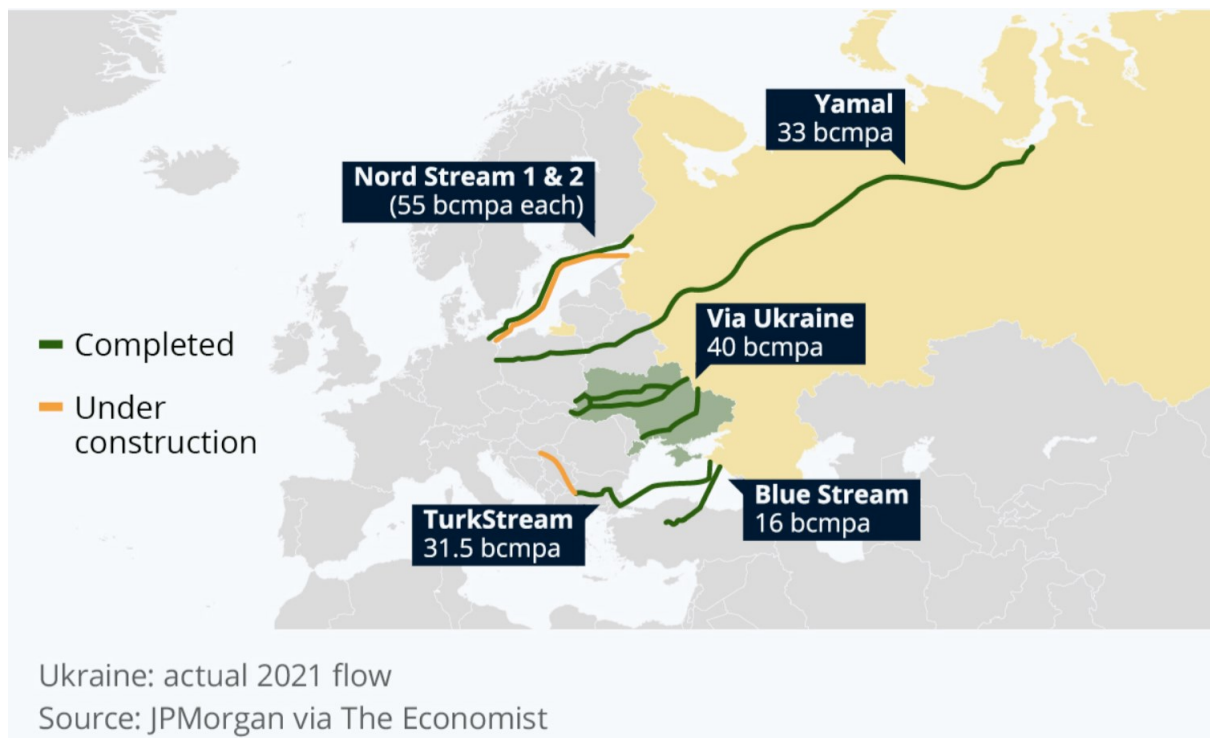 Yamal
33 bcmpa
Nord Stream 1 & 2
(55 bcmpa each)
Via Ukraine
40 bcmpa
Completed
Under
construction
Blue Stream
16 bcmpa
TurkStream
31.5 bcmpa
Ukraine: actual 2021 flow
Source: JPMorgan via The Economist